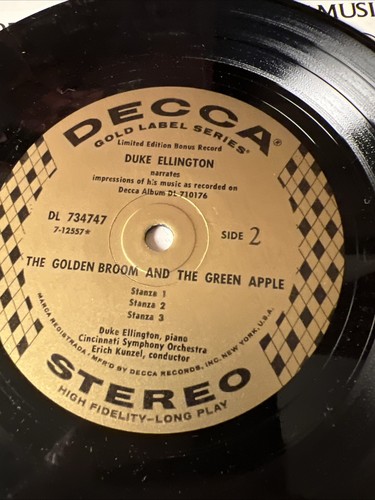 MUSI
DECCA®
GOLD LABEL SERIES®
Limited Edition Bonus Record
DUKE ELLINGTON
narrates
impressions of his music as recorded on
Decca Album DL 710176
DL 734747
7-12557*
SIDE 2
THE GOLDEN BROOM AND THE GREEN APPLE
Stanza 1
Stanza 2
Stanza 3
Duke Ellington, piano
Cincinnati Symphony Orchestra
Erich Kunzel, conductor
MARCA REGISTRADA • MFR'D BY DECCA RECORDS, INC., NEW YORK, U.S.A.
STEREO
HIGH FIDELITY–LONG PLAY